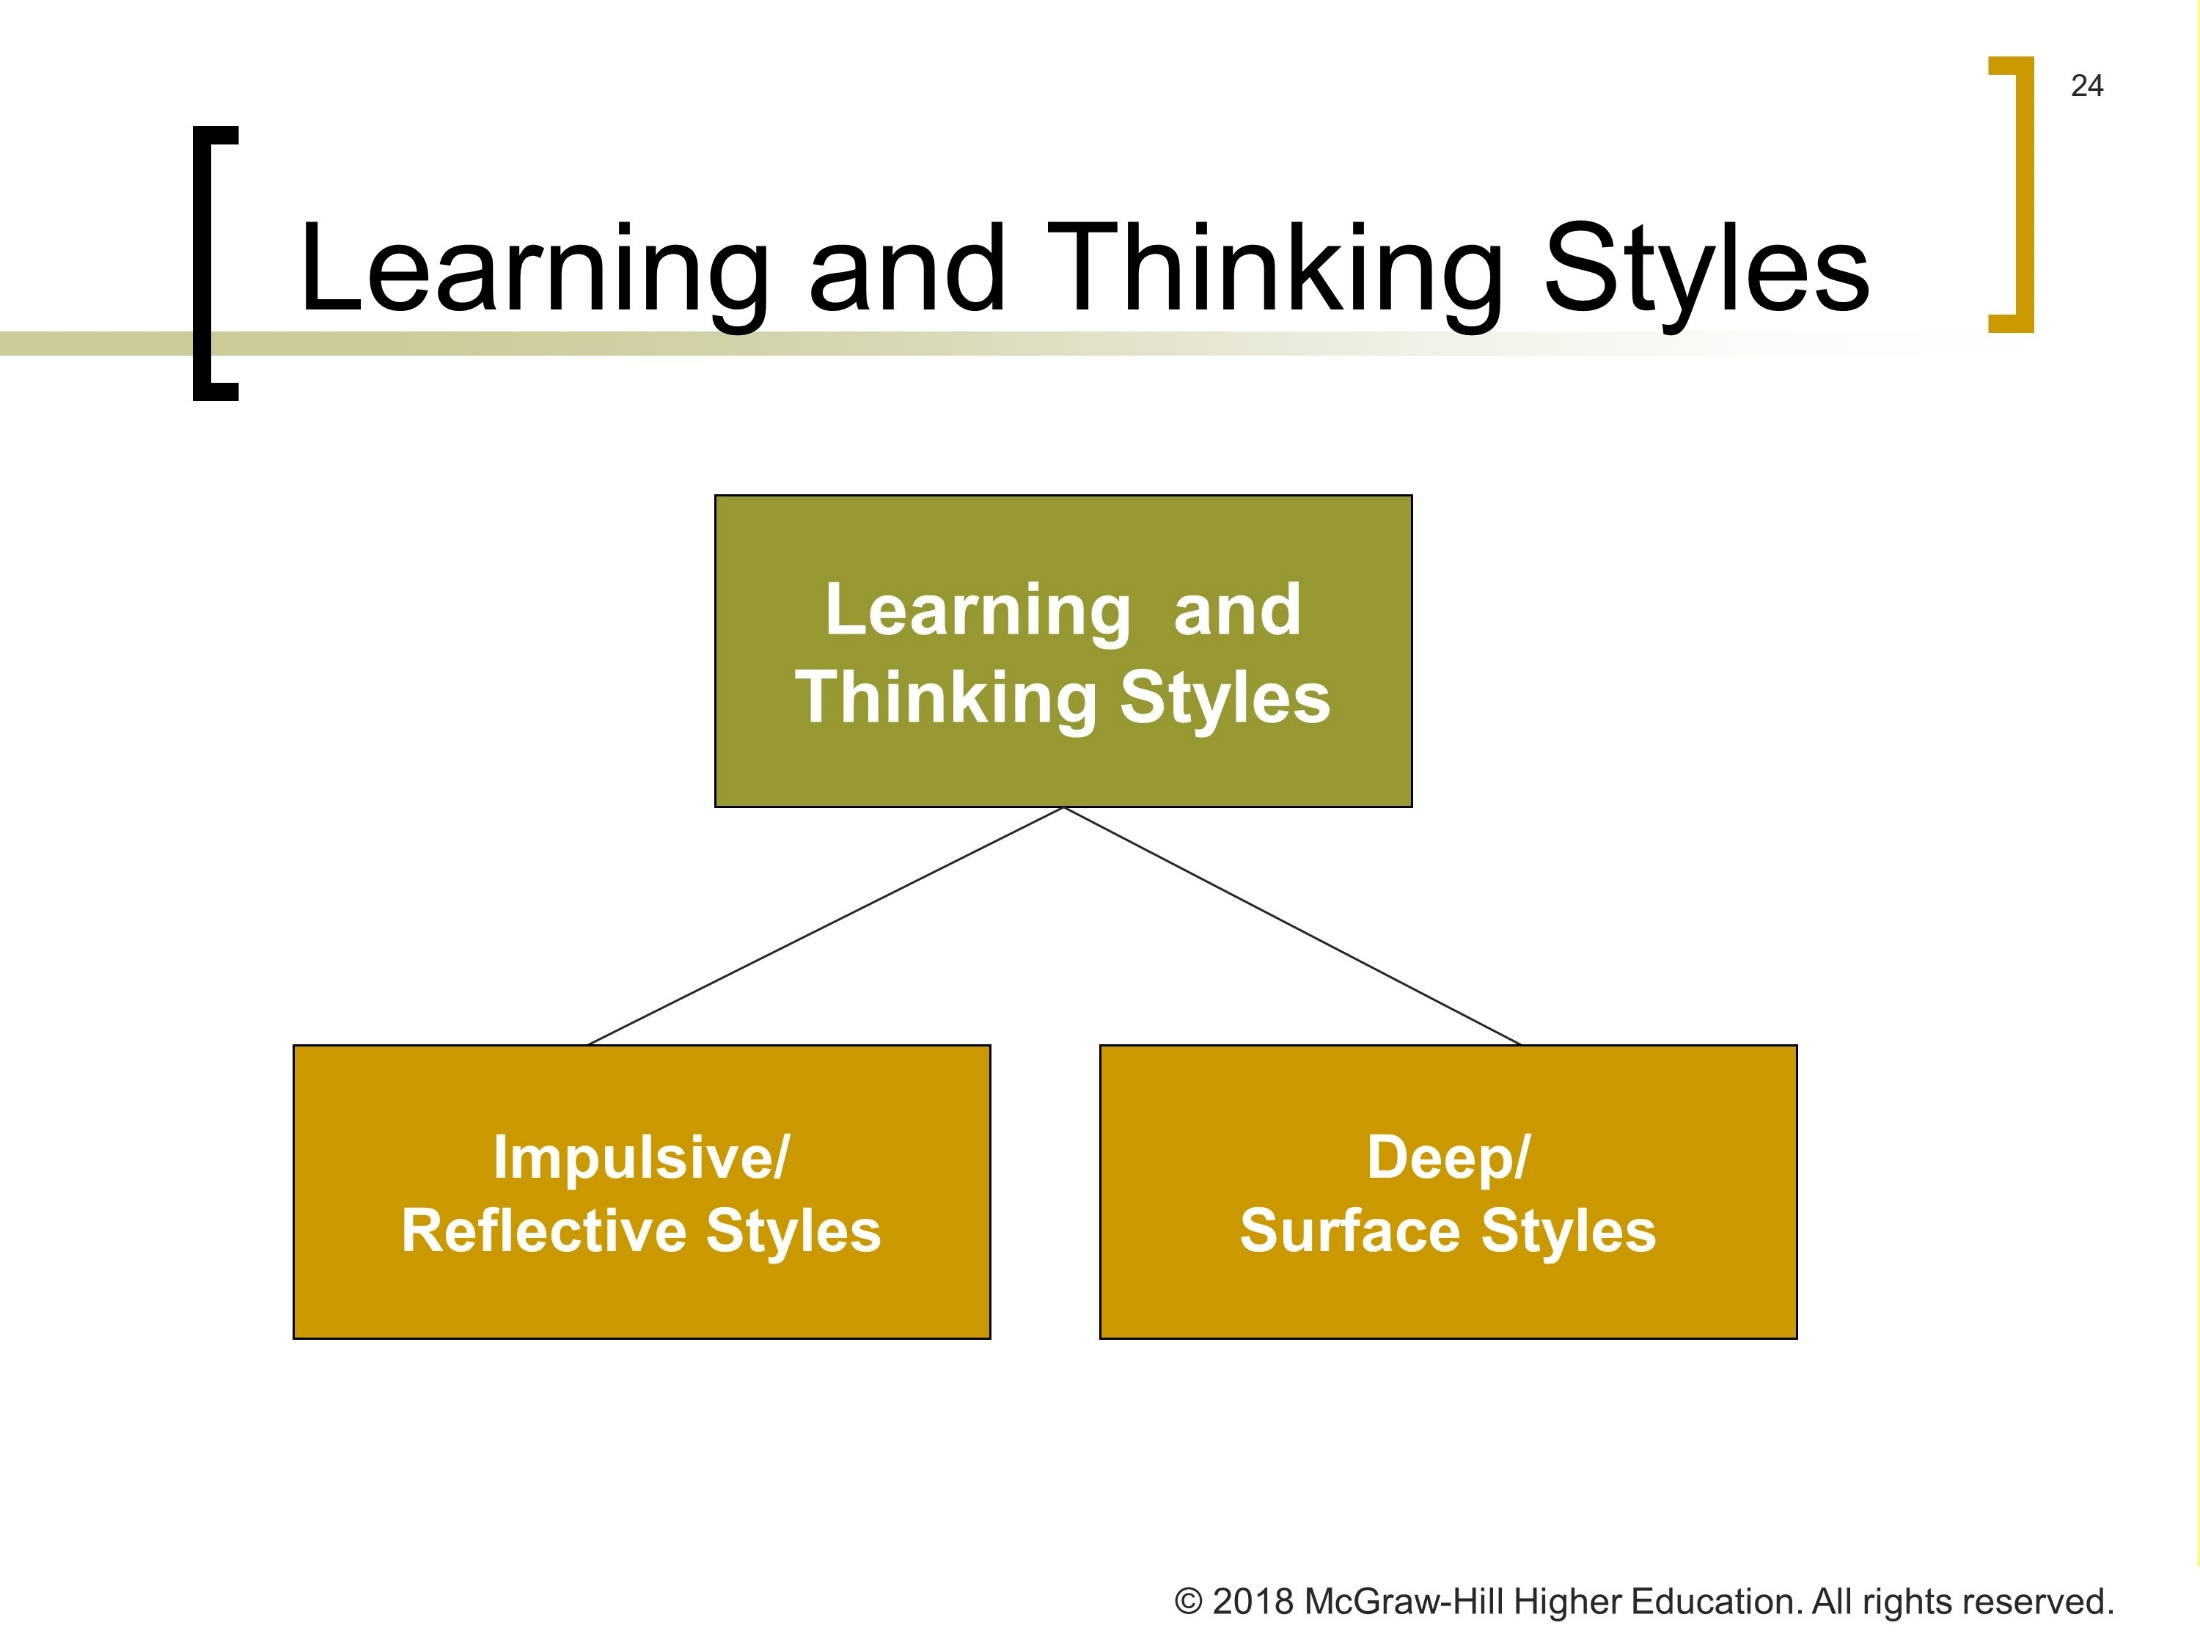 24
Learning and Thinking Styles
Learning and
Thinking Styles
Impulsive/
Reflective Styles
Deep/
Surface Styles
© 2018 McGraw-Hill Higher Education. All rights reserved.